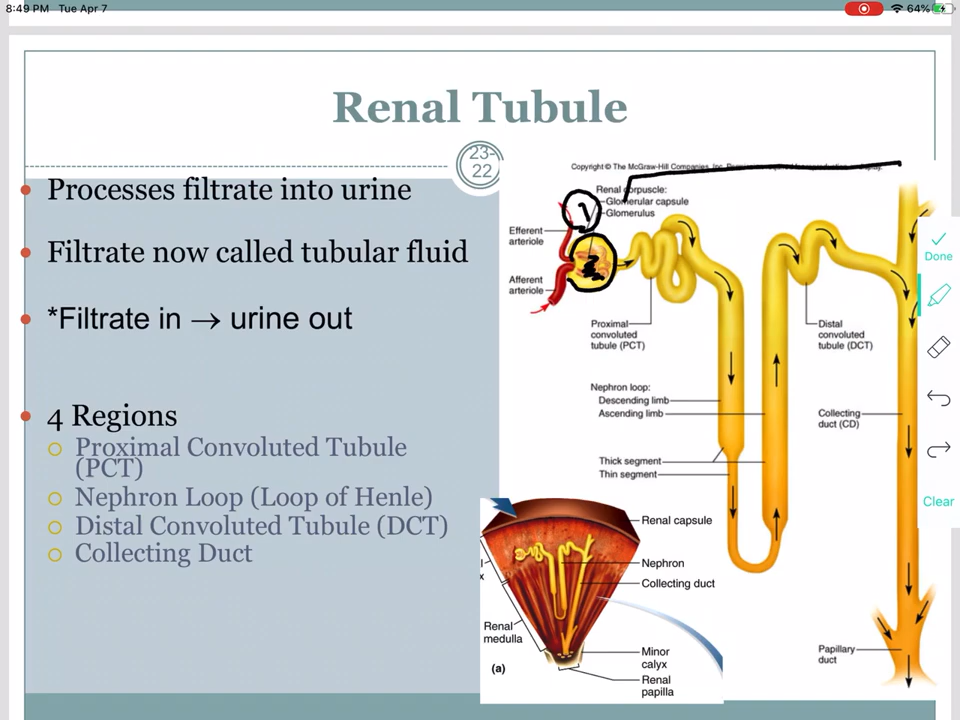 8:49 PM Tue Apr 7
64%
Renal Tubule
23-
22
Processes filtrate into urine
Filtrate now called tubular fluid
*Filtrate in → urine out
4 Regions
Proximal Convoluted Tubule
(PCT)
Nephron Loop (Loop of Henle)
Distal Convoluted Tubule (DCT)
Collecting Duct
Copyright © The McGraw-Hill Companies, Inc.
Renal corpuscle:
Glomerular capsule
Glomerulus
1
2
Efferent
arteriole
Afferent
arteriole
Proximal
convoluted
tubule (PCT)
Distal
convoluted
tubule (DCT)
Nephron loop:
Descending limb
Ascending limb
Collecting
duct (CD)
Thick segment
Thin segment
Renal capsule
Nephron
Collecting duct
Renal
medulla
Minor
calyx
Renal
papilla
(a)
Papillary
duct
Done
Clear